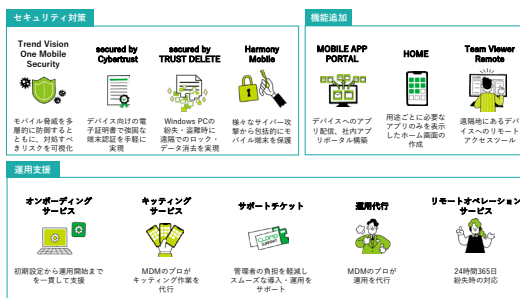 セキュリティ対策
Trend Vision
One Mobile
Security
モバイル脅威を多
層的に防御すると
ともに、対処すべ
きリスクを可視化
secured by
Cybertrust
デバイス向けの電
子証明書で強固な
端末認証を手軽に
実現
secured by
TRUST DELETE
Windows PCの
紛失・盗難時に
遠隔でのロック・
データ消去を実現
Harmony
Mobile
様々なサイバー攻
撃から包括的にモ
バイル端末を保護
機能追加
MOBILE APP
PORTAL
デバイスへのアプ
リ配信、社内アプ
リポータル構築
HOME
用途ごとに必要な
アプリのみを表示
したホーム画面の
作成
Team Viewer
Remote
遠隔地にあるデバ
イスへのリモート
アクセスツール
運用支援
オンボーディング
サービス
初期設定から運用開始まで
を一貫して支援
キッティング
サービス
MDMのプロが
キッティング作業を
代行
サポートチケット
CLOMO
SUPPORT
管理者の負担を軽減し
スムーズな導入・運用を
サポート
運用代行
MDMのプロが
運用を代行
リモートオペレーション
サービス
24時間365日
紛失時の対応